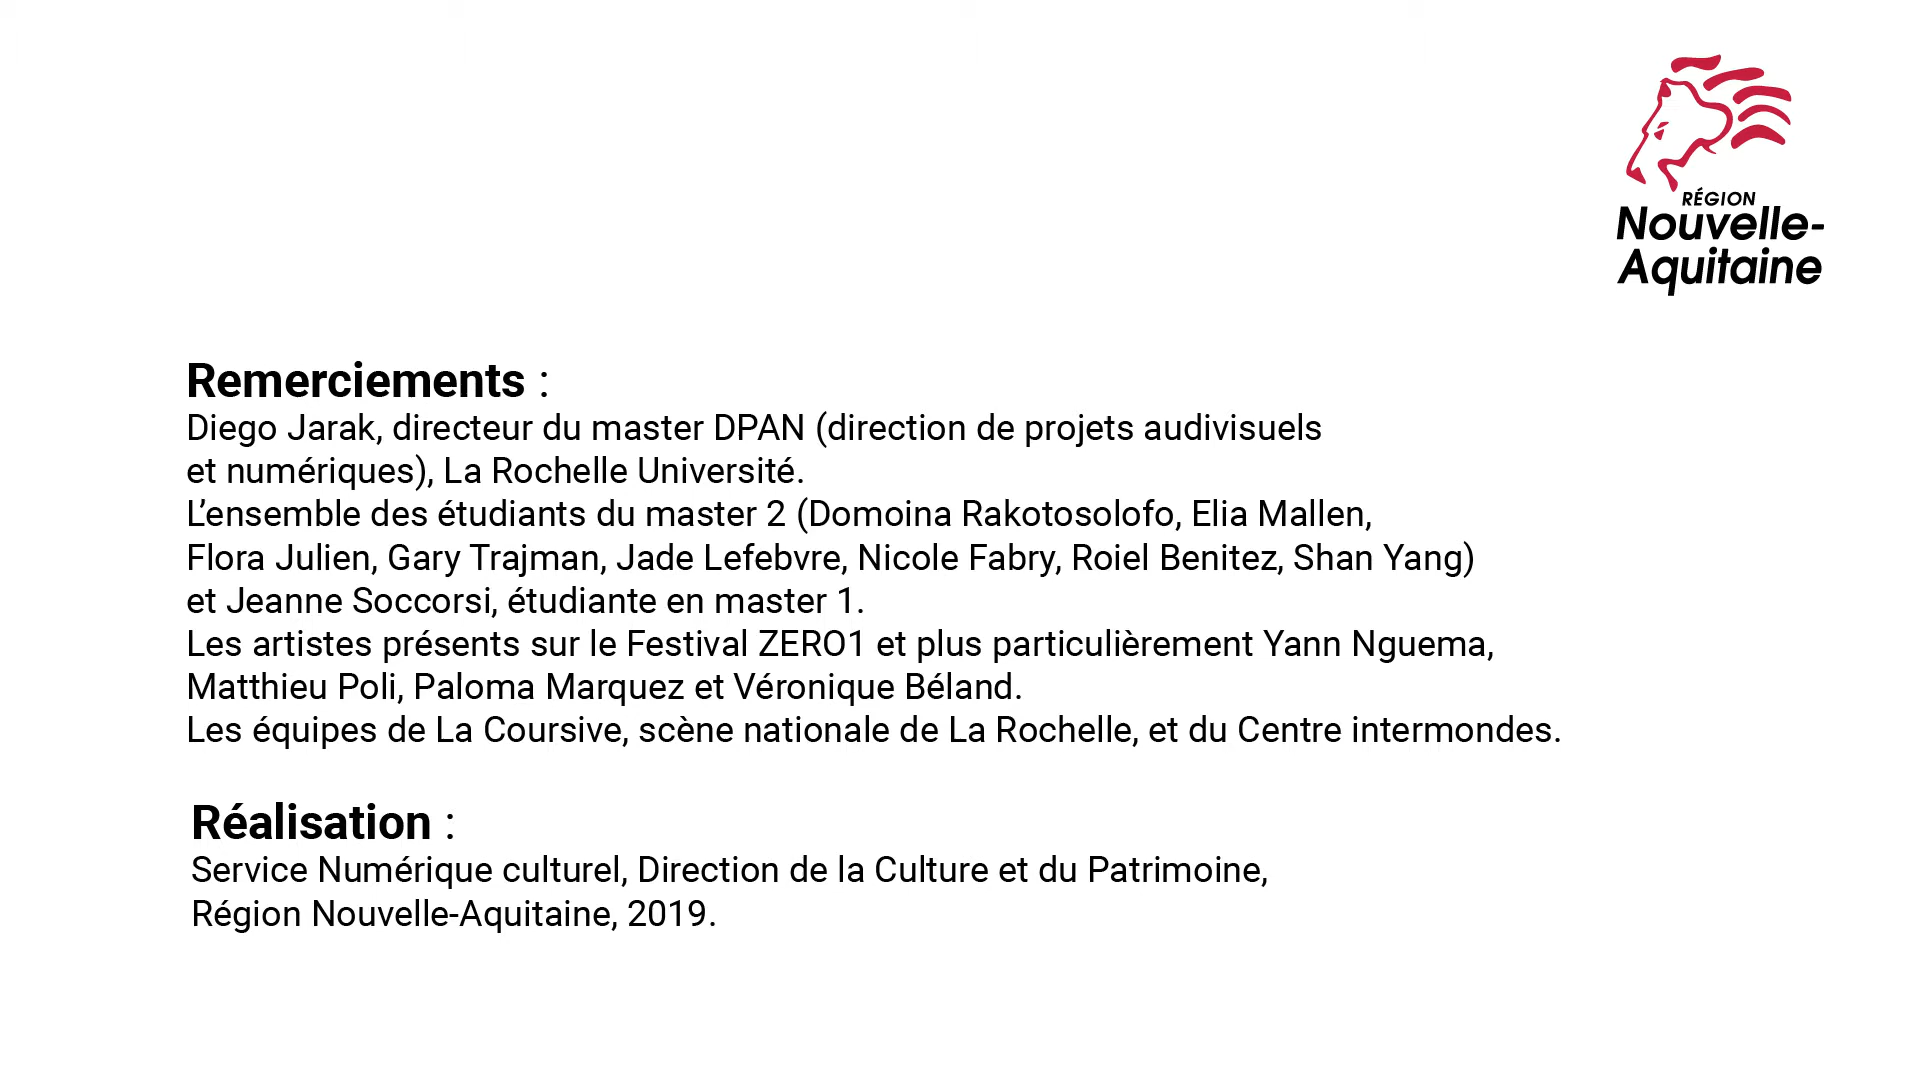 RÉGION
Nouvelle-
Aquitaine
Remerciements :
Diego Jarak, directeur du master DPAN (direction de projets audivisuels
et numériques), La Rochelle Université.
L’ensemble des étudiants du master 2 (Domoina Rakotosolofo, Elia Mallen,
Flora Julien, Gary Trajman, Jade Lefebvre, Nicole Fabry, Roiel Benitez, Shan Yang)
et Jeanne Soccorsi, étudiante en master 1.
Les artistes présents sur le Festival ZERO1 et plus particulièrement Yann Nguema,
Matthieu Poli, Paloma Marquez et Véronique Béland.
Les équipes de La Coursive, scène nationale de La Rochelle, et du Centre intermondes.
Réalisation :
Service Numérique culturel, Direction de la Culture et du Patrimoine,
Région Nouvelle-Aquitaine, 2019.